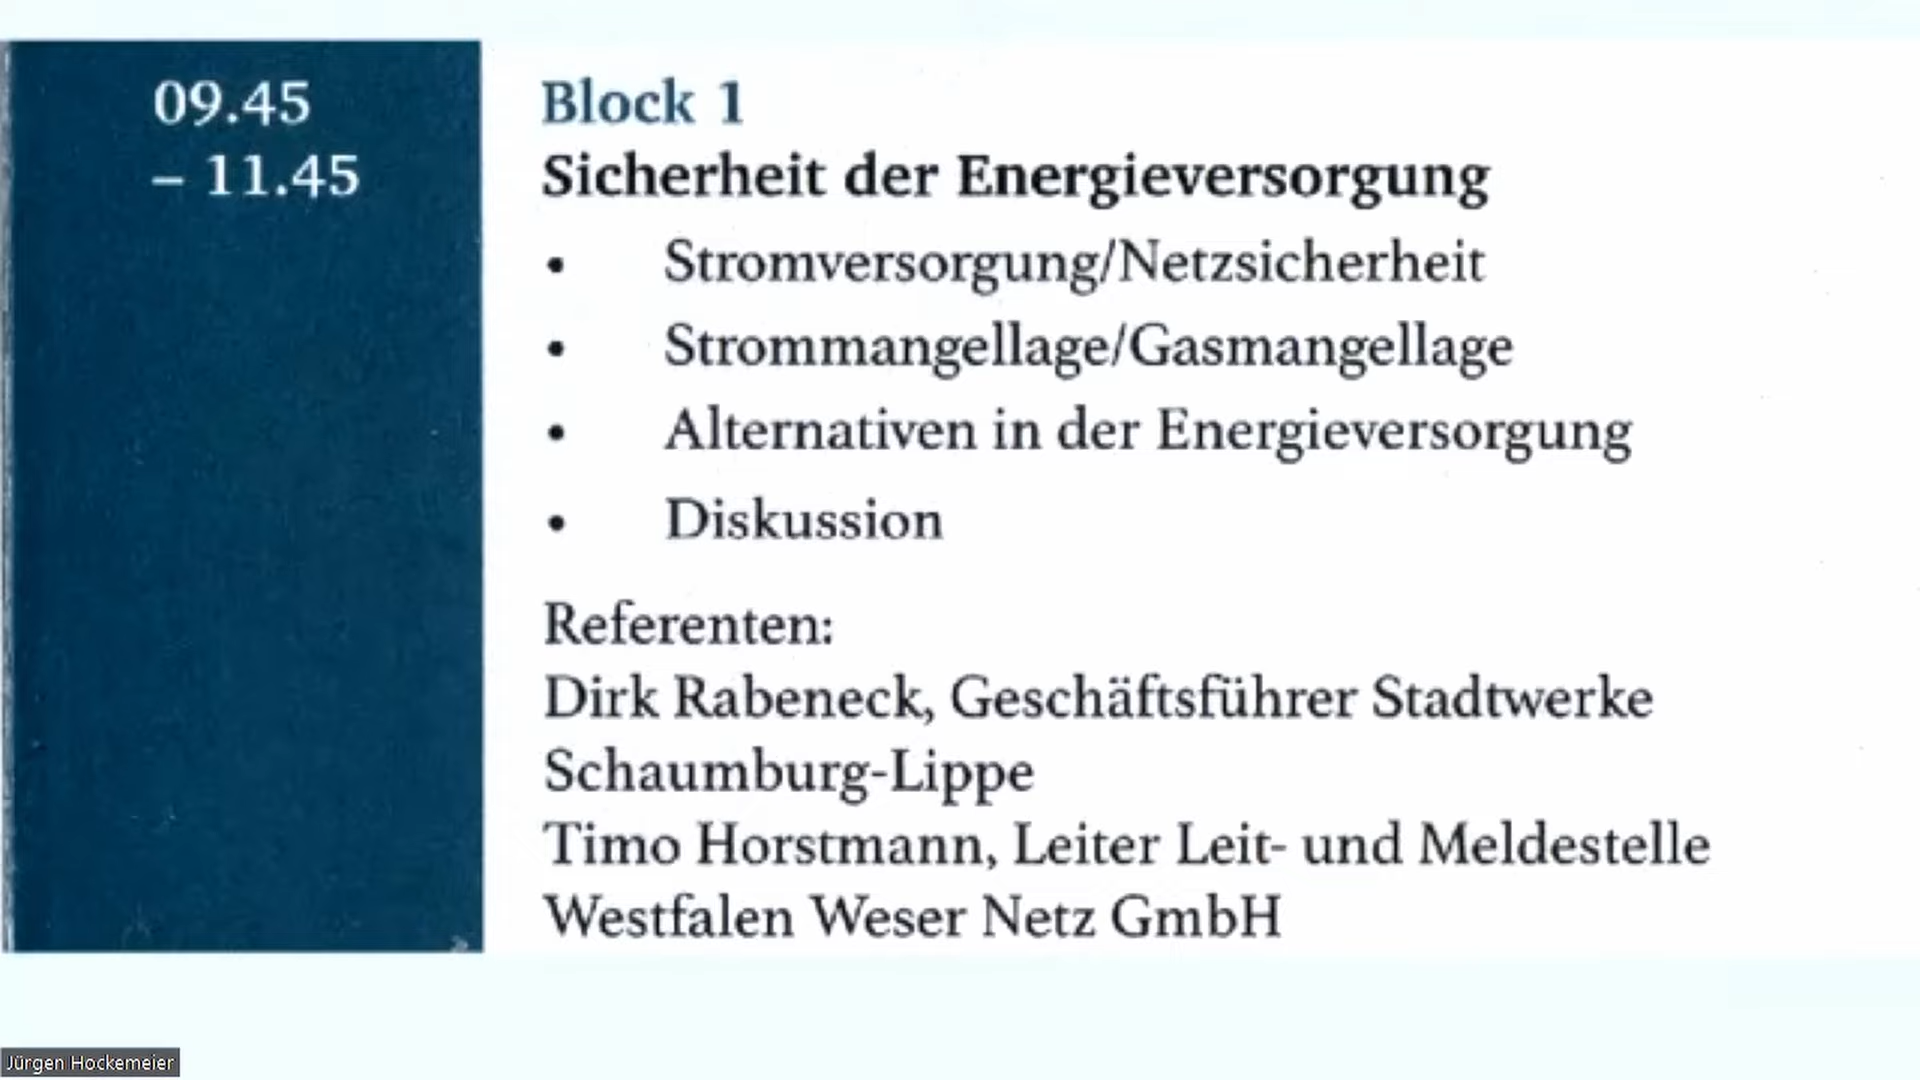 09.45
– 11.45
Block 1
Sicherheit der Energieversorgung
• Stromversorgung/Netzsicherheit
• Strommangellage/Gasmangellage
• Alternativen in der Energieversorgung
• Diskussion
Referenten:
Dirk Rabeneck, Geschäftsführer Stadtwerke
Schaumburg-Lippe
Timo Horstmann, Leiter Leit- und Meldestelle
Westfalen Weser Netz GmbH
Jürgen Hockemeier